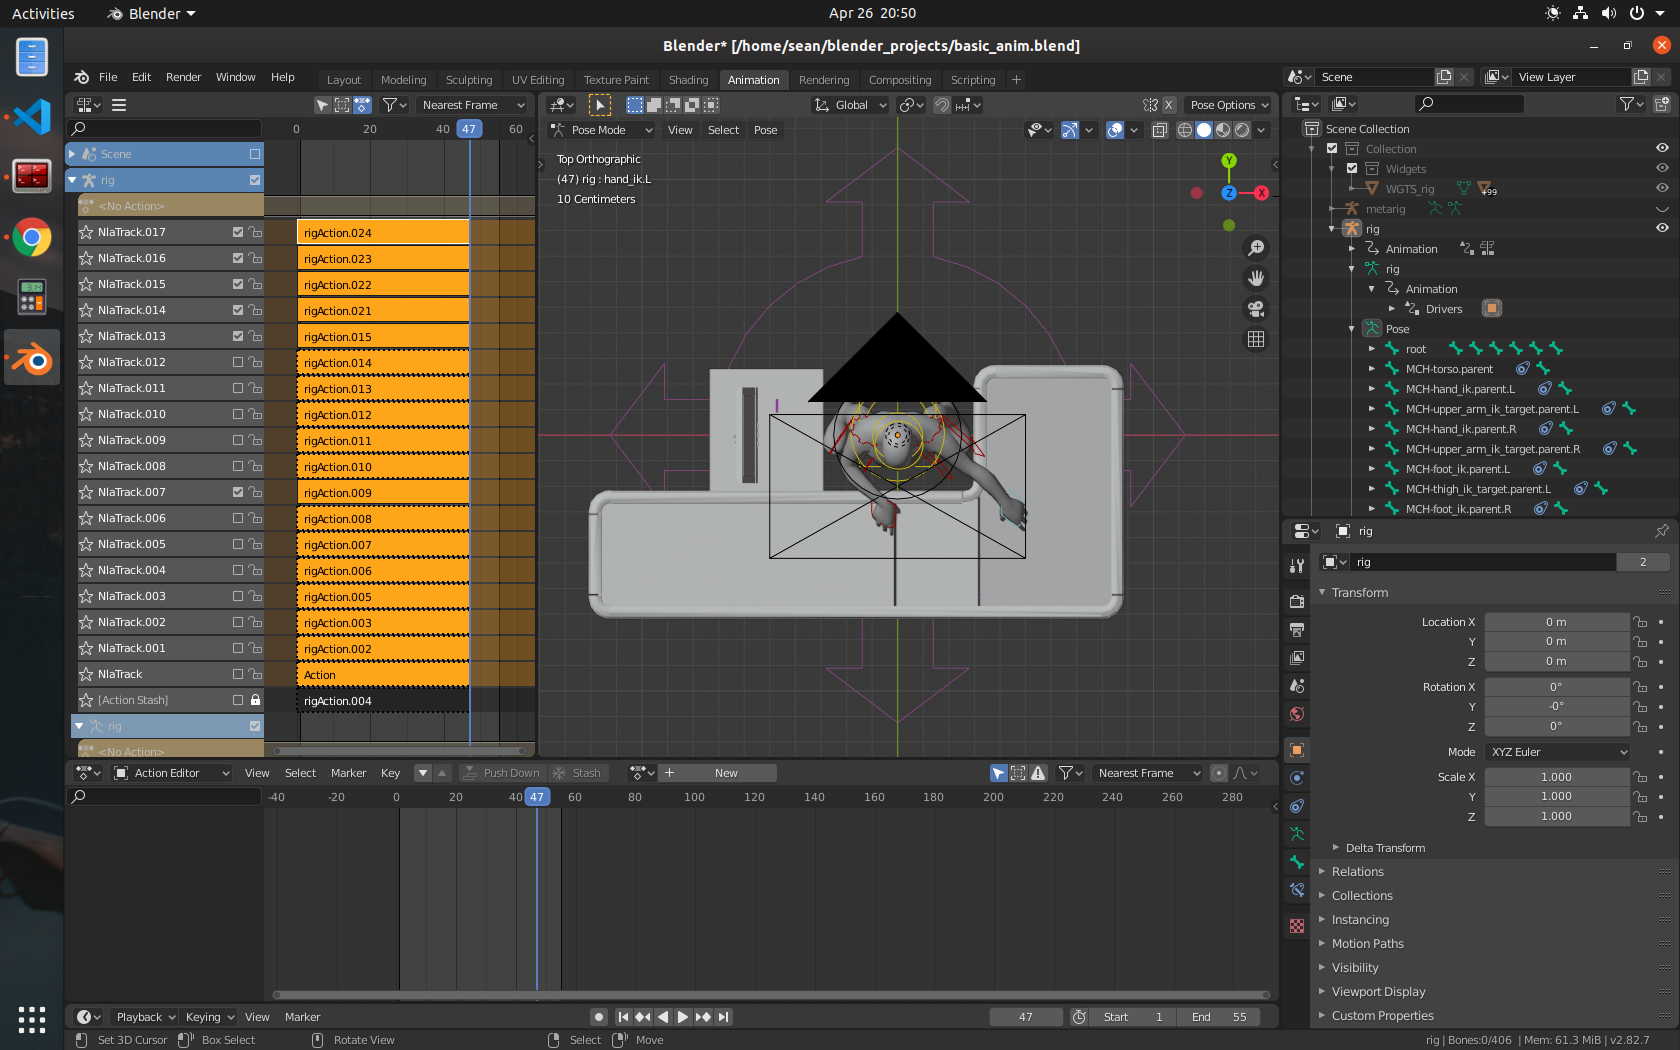 Activities
Blender
Apr 26 20:50
Blender* [/home/sean/blender_projects/basic_anim.blend]
File Edit Render Window Help
Layout Modeling Sculpting UV Editing Texture Paint Shading Animation Rendering Compositing Scripting +
Scene
View Layer
Nearest Frame
Global
X
Pose Options
0 20 40 47 60
Pose Mode View Select Pose
Scene
rig
<No Action>
NlaTrack.017 rigAction.024
NlaTrack.016 rigAction.023
NlaTrack.015 rigAction.022
NlaTrack.014 rigAction.021
NlaTrack.013 rigAction.015
NlaTrack.012 rigAction.014
NlaTrack.011 rigAction.013
NlaTrack.010 rigAction.012
NlaTrack.009 rigAction.011
NlaTrack.008 rigAction.010
NlaTrack.007 rigAction.009
NlaTrack.006 rigAction.008
NlaTrack.005 rigAction.007
NlaTrack.004 rigAction.006
NlaTrack.003 rigAction.005
NlaTrack.002 rigAction.003
NlaTrack.001 rigAction.002
NlaTrack Action
[Action Stash] rigAction.004
rig
<No Action>
Top Orthographic
(47) rig : hand_ik.L
10 Centimeters
Y
Z
X
Scene Collection
Collection
Widgets
WGTS_rig +99
metarig
rig
Animation
rig
Animation
Drivers
Pose
root
MCH-torso.parent
MCH-hand_ik.parent.L
MCH-upper_arm_ik_target.parent.L
MCH-hand_ik.parent.R
MCH-upper_arm_ik_target.parent.R
MCH-foot_ik.parent.L
MCH-thigh_ik_target.parent.L
MCH-foot_ik.parent.R
rig
rig 2
Transform
Location X 0 m
Y 0 m
Z 0 m
Rotation X 0°
Y -0°
Z 0°
Mode XYZ Euler
Scale X 1.000
Y 1.000
Z 1.000
Delta Transform
Relations
Collections
Instancing
Motion Paths
Visibility
Viewport Display
Custom Properties
Action Editor View Select Marker Key Push Down Stash + New Nearest Frame
-40 -20 0 20 40 47 60 80 100 120 140 160 180 200 220 240 260 280
Playback Keying View Marker
47
Start 1
End 55
Set 3D Cursor Box Select Rotate View Select Move
rig | Bones:0/406 | Mem: 61.3 MiB | v2.82.7